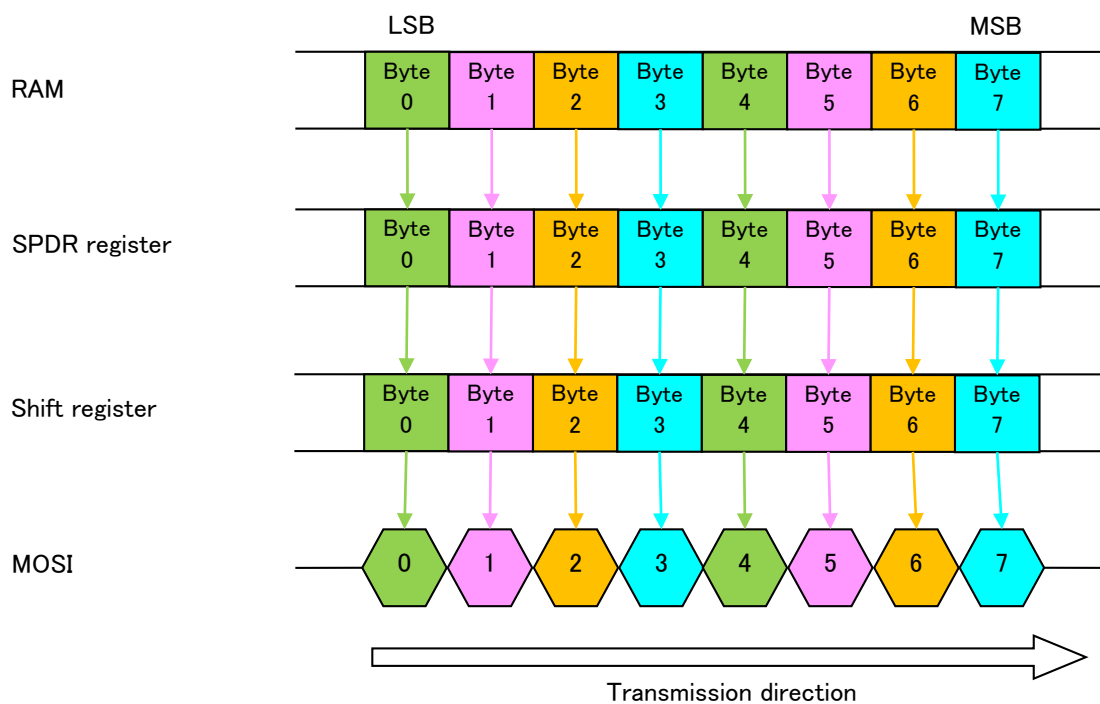 LSB MSB
RAM
Byte Byte Byte Byte Byte Byte Byte Byte
0 1 2 3 4 5 6 7
SPDR register
Byte Byte Byte Byte Byte Byte Byte Byte
0 1 2 3 4 5 6 7
Shift register
Byte Byte Byte Byte Byte Byte Byte Byte
0 1 2 3 4 5 6 7
MOSI
0 1 2 3 4 5 6 7
Transmission direction